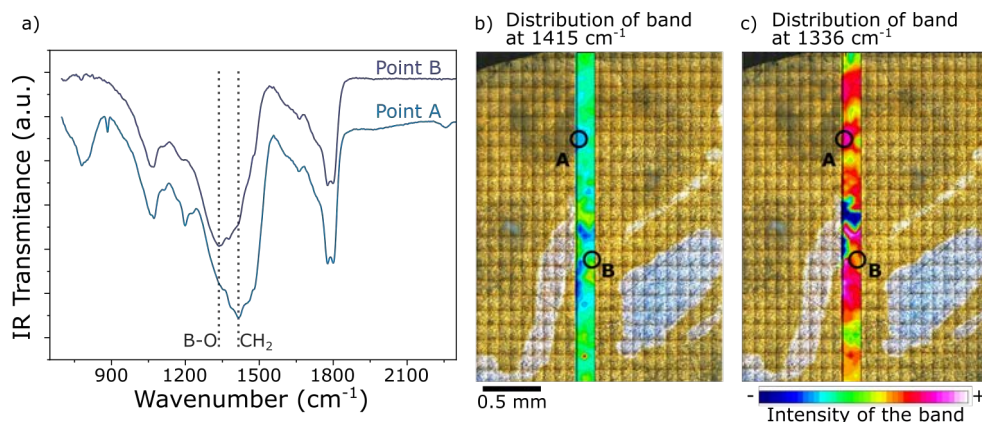 a)
IR Transmitance (a.u.)
Point B
Point A
B-O
CH₂
900 1200 1500 1800 2100
Wavenumber (cm⁻¹)
b) Distribution of band
at 1415 cm⁻¹
A
B
0.5 mm
c) Distribution of band
at 1336 cm⁻¹
A
B
- +
Intensity of the band